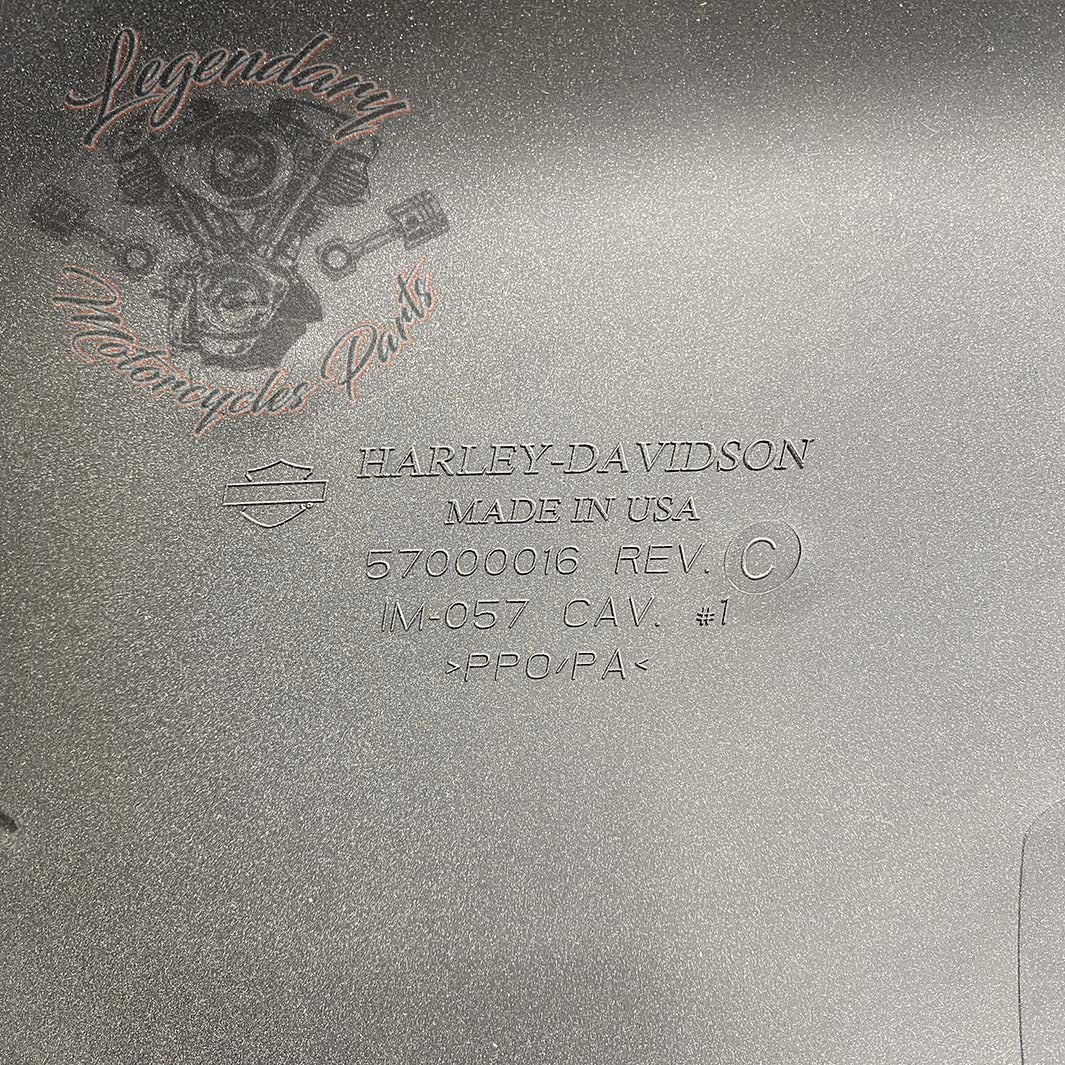 Legendary
Motorcycles Parts
HARLEY-DAVIDSON
MADE IN USA
57000016 REV. C
IM-057 CAV. #1
>PPO/PA<